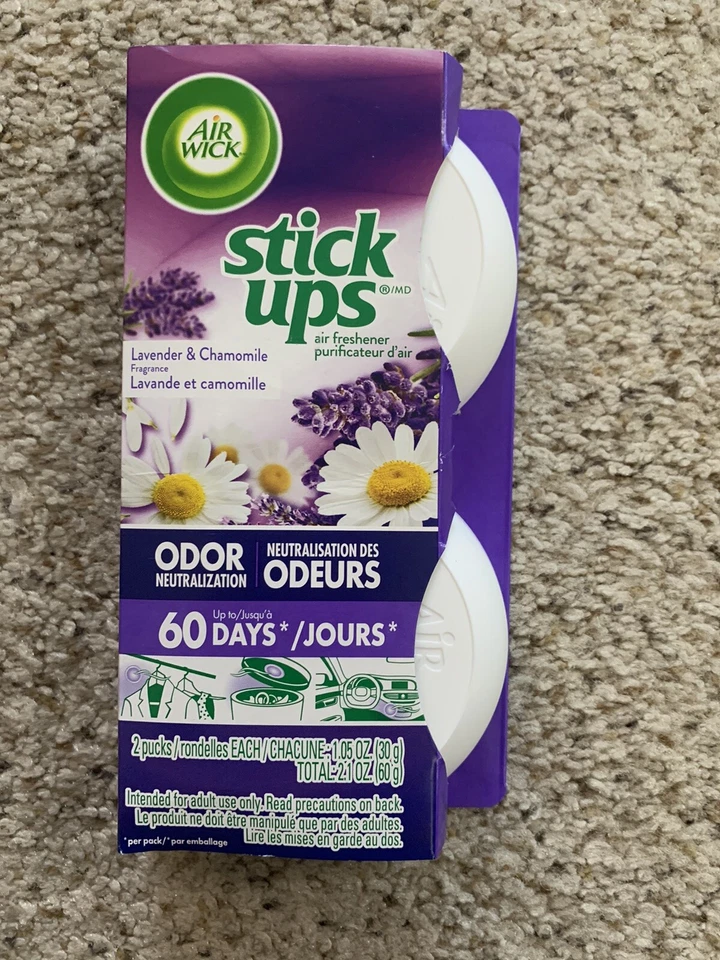 AIR
WICK
stick
ups
®/MD
air freshener
purificateur d'air
Lavender & Chamomile
Fragrance
Lavande et camomille
ODOR
NEUTRALIZATION
NEUTRALISATION DES
ODEURS
Up to/Jusqu'à
60 DAYS*/JOURS*
2 pucks/rondelles EACH/CHACUNE-1.05 OZ. (30 g)
TOTAL-2.1 OZ. (60 g)
Intended for adult use only. Read precautions on back.
Le produit ne doit être manipulé que par des adultes.
Lire les mises en garde au dos.
*per pack/*par emballage
Air